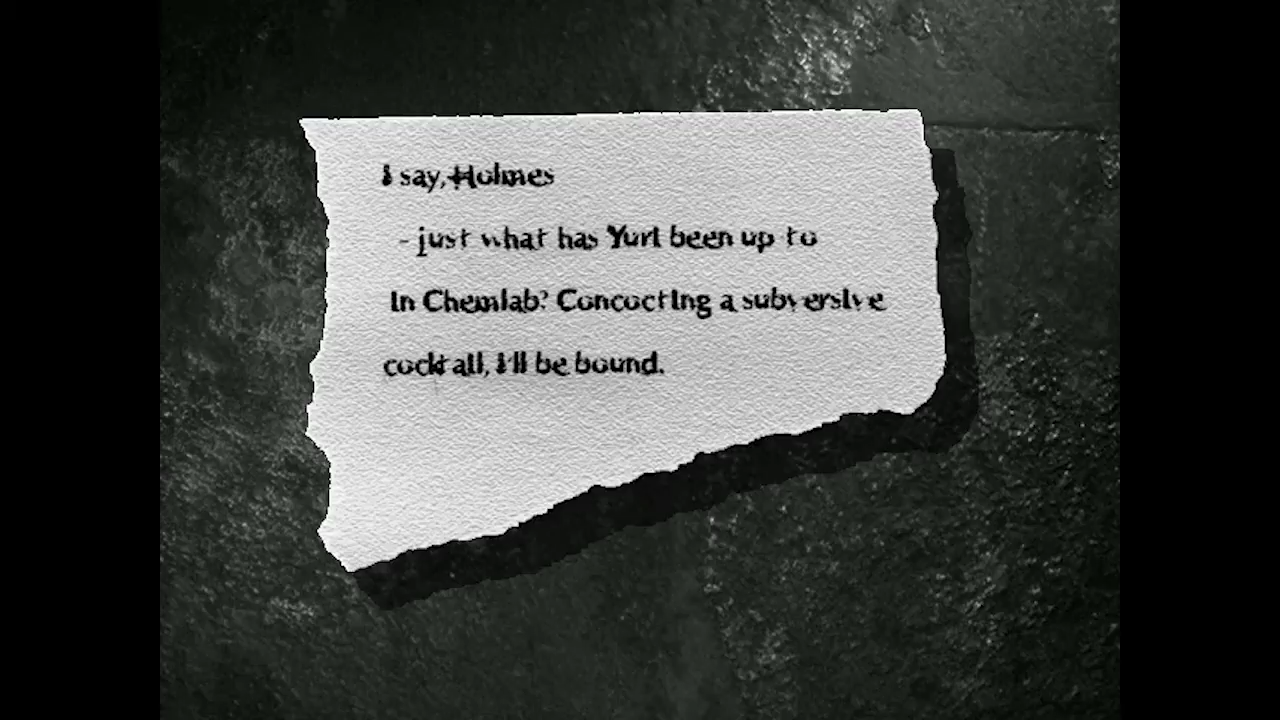 I say, Holmes
- just what has Yuri been up to
in Chemlab? Concocting a subversive
cocktail, I'll be bound.